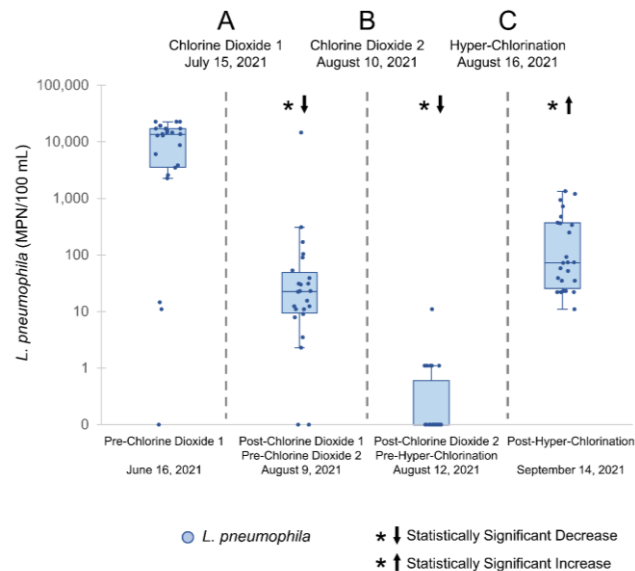 A B C
Chlorine Dioxide 1 Chlorine Dioxide 2 Hyper-Chlorination
July 15, 2021 August 10, 2021 August 16, 2021
L. pneumophila (MPN/100 mL)
100,000
10,000
1,000
100
10
1
0
* ↓ * ↓ * ↑
Pre-Chlorine Dioxide 1 Post-Chlorine Dioxide 1 Post-Chlorine Dioxide 2 Post-Hyper-Chlorination
Pre-Chlorine Dioxide 2 Pre-Hyper-Chlorination
June 16, 2021 August 9, 2021 August 12, 2021 September 14, 2021
L. pneumophila * ↓ Statistically Significant Decrease
* ↑ Statistically Significant Increase